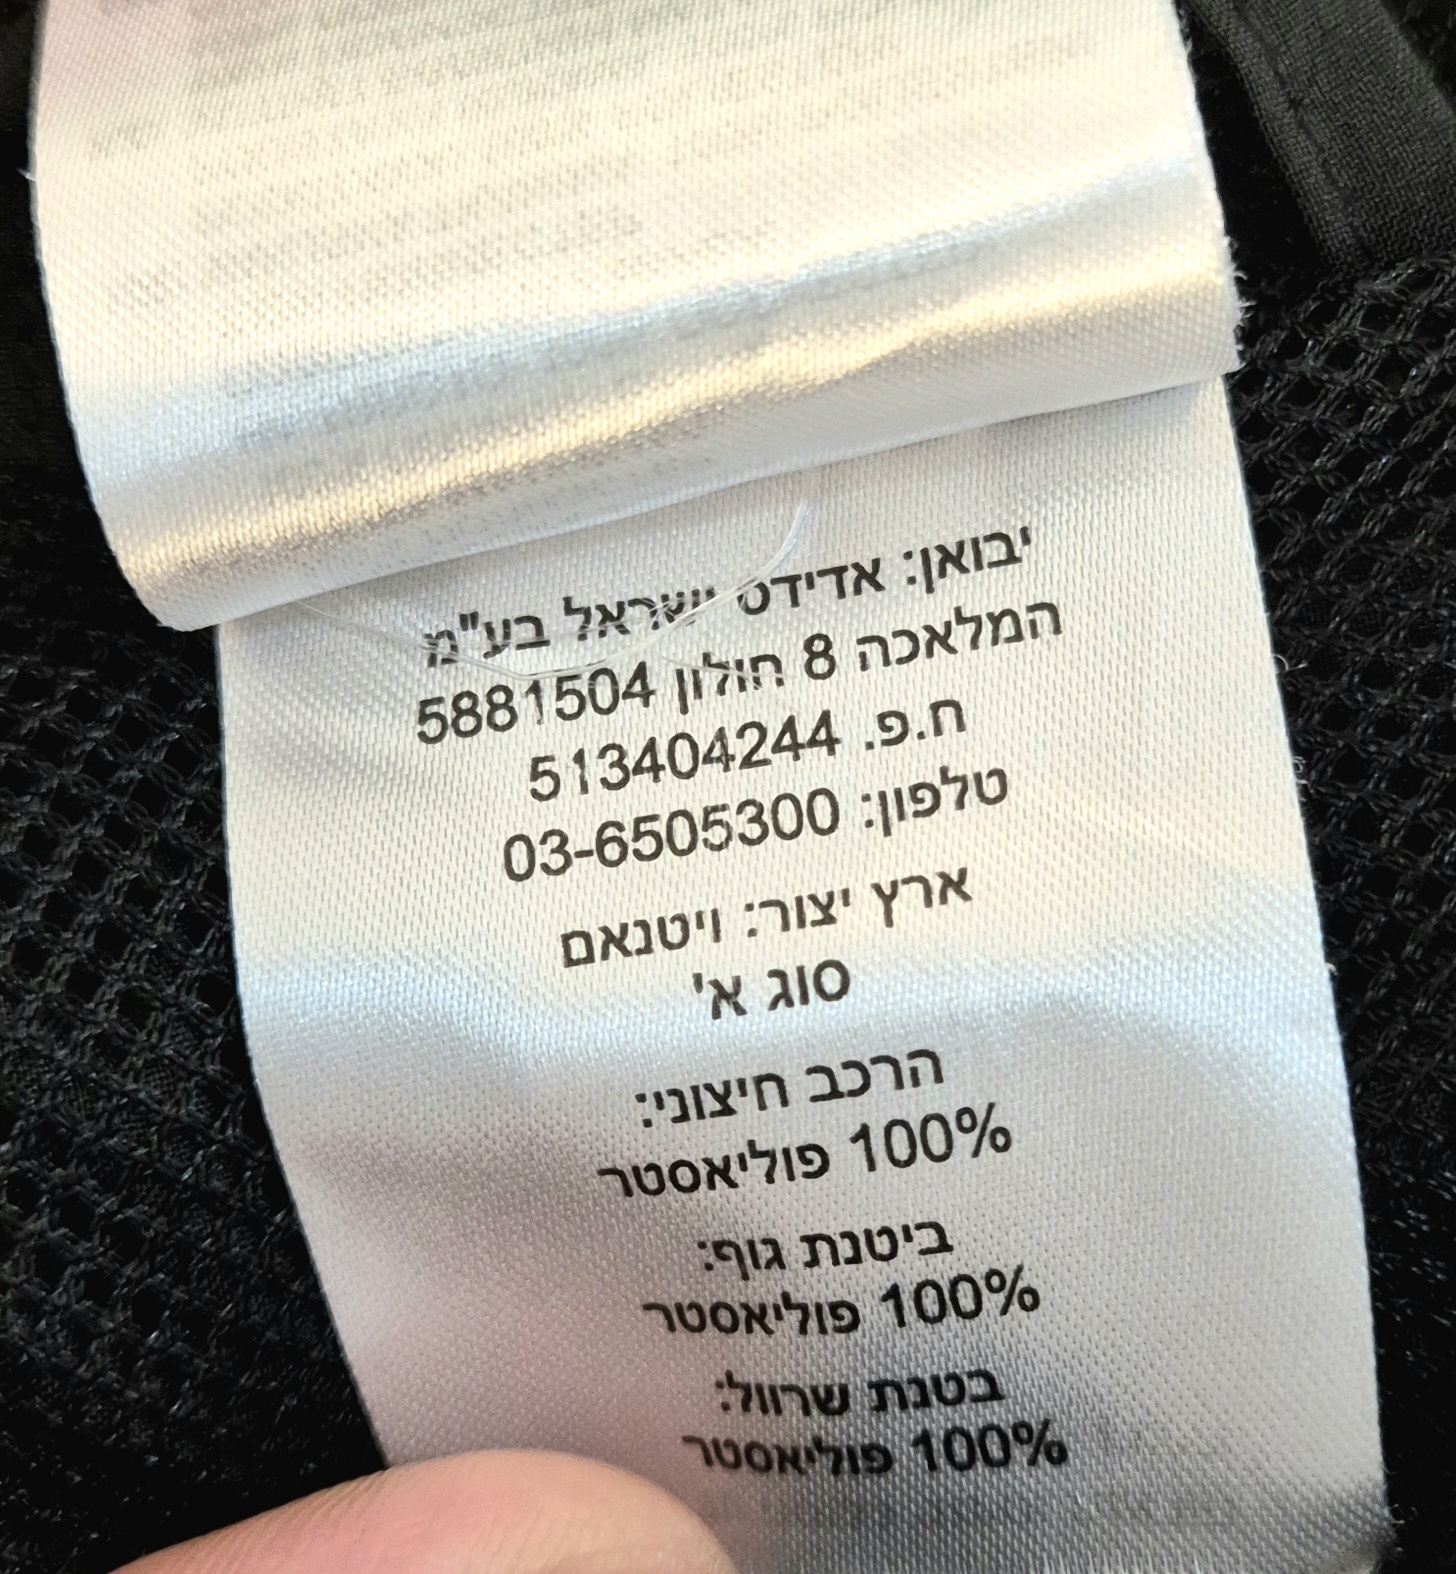 יבואן: אדידס ישראל בע"מ
המלאכה 8 חולון 5881504
ח.פ. 513404244
טלפון: 03-6505300
ארץ יצור: ויטנאם
סוג א'
הרכב חיצוני:
100% פוליאסטר
ביטנת גוף:
100% פוליאסטר
בטנת שרוול:
100% פוליאסטר